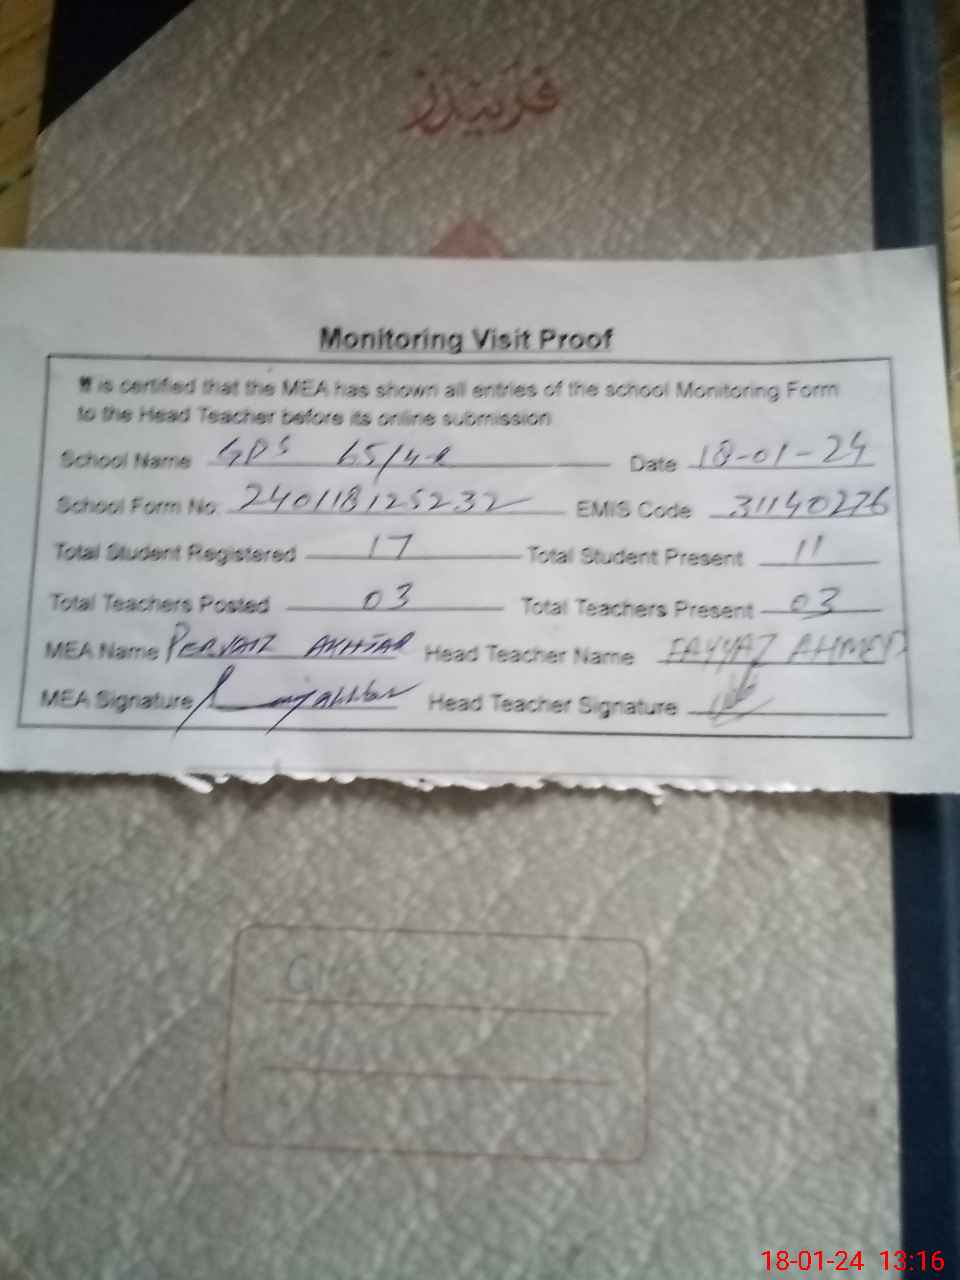 فرینڈز
Monitoring Visit Proof
It is certified that the MEA has shown all entries of the school Monitoring Form
to the Head Teacher before its online submission
School Name GPS 65/4-R Date 18-01-24
School Form No: 240118125232 EMIS Code 31140276
Total Student Registered 17 Total Student Present 11
Total Teachers Posted 03 Total Teachers Present 03
MEA Name PERVAIZ AKHTAR Head Teacher Name FAYYAZ AHMED
MEA Signature Head Teacher Signature
18-01-24 13:16